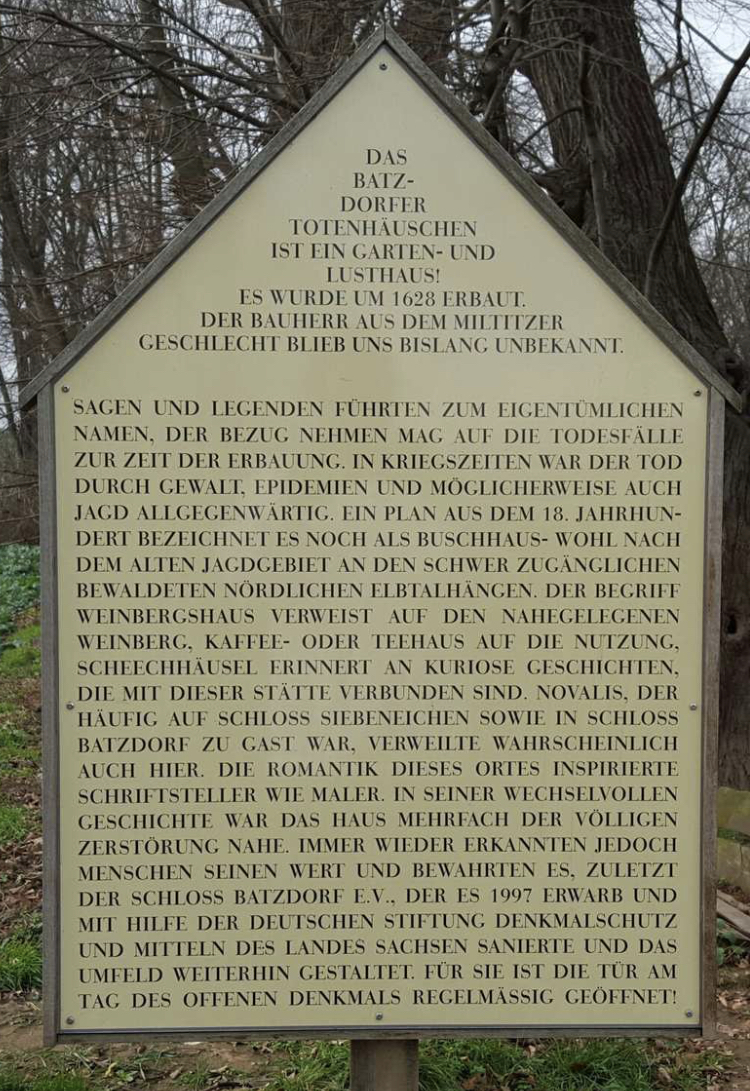 DAS
BATZ-
DORFER
TOTENHÄUSCHEN
IST EIN GARTEN- UND
LUSTHAUS!
ES WURDE UM 1628 ERBAUT.
DER BAUHERR AUS DEM MILTITZER
GESCHLECHT BLIEB UNS BISLANG UNBEKANNT.
SAGEN UND LEGENDEN FÜHRTEN ZUM EIGENTÜMLICHEN
NAMEN, DER BEZUG NEHMEN MAG AUF DIE TODESFÄLLE
ZUR ZEIT DER ERBAUUNG. IN KRIEGSZEITEN WAR DER TOD
DURCH GEWALT, EPIDEMIEN UND MÖGLICHERWEISE AUCH
JAGD ALLGEGENWÄRTIG. EIN PLAN AUS DEM 18. JAHRHUN-
DERT BEZEICHNET ES NOCH ALS BUSCHHAUS- WOHL NACH
DEM ALTEN JAGDGEBIET AN DEN SCHWER ZUGÄNGLICHEN
BEWALDETEN NÖRDLICHEN ELBTALHÄNGEN. DER BEGRIFF
WEINBERGSHAUS VERWEIST AUF DEN NAHEGELEGENEN
WEINBERG, KAFFEE- ODER TEEHAUS AUF DIE NUTZUNG,
SCHEECHHÄUSEL ERINNERT AN KURIOSE GESCHICHTEN,
DIE MIT DIESER STÄTTE VERBUNDEN SIND. NOVALIS, DER
HÄUFIG AUF SCHLOSS SIEBENEICHEN SOWIE IN SCHLOSS
BATZDORF ZU GAST WAR, VERWEILTE WAHRSCHEINLICH
AUCH HIER. DIE ROMANTIK DIESES ORTES INSPIRIERTE
SCHRIFTSTELLER WIE MALER. IN SEINER WECHSELVOLLEN
GESCHICHTE WAR DAS HAUS MEHRFACH DER VÖLLIGEN
ZERSTÖRUNG NAHE. IMMER WIEDER ERKANNTEN JEDOCH
MENSCHEN SEINEN WERT UND BEWAHRTEN ES, ZULETZT
DER SCHLOSS BATZDORF E.V., DER ES 1997 ERWARB UND
MIT HILFE DER DEUTSCHEN STIFTUNG DENKMALSCHUTZ
UND MITTELN DES LANDES SACHSEN SANIERTE UND DAS
UMFELD WEITERHIN GESTALTET. FÜR SIE IST DIE TÜR AM
TAG DES OFFENEN DENKMALS REGELMÄSSIG GEÖFFNET!